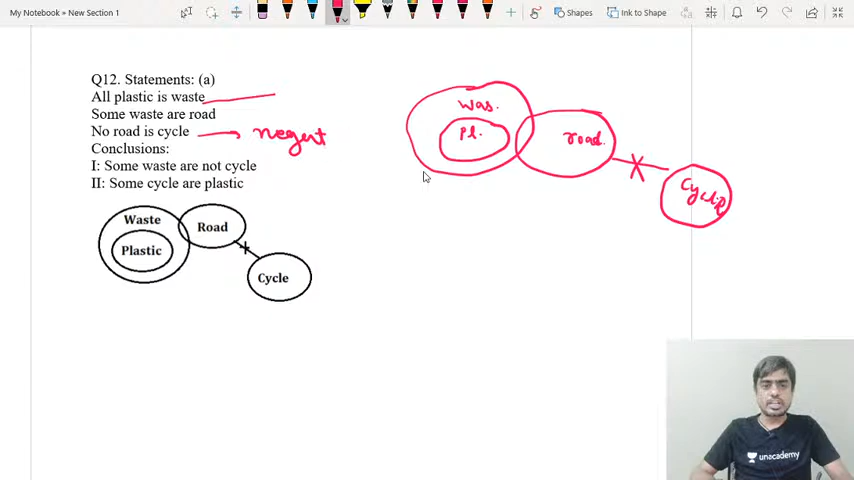 My Notebook » New Section 1
Shapes
Ink to Shape
Q12. Statements: (a)
All plastic is waste
Some waste are road
No road is cycle
negent
Conclusions:
I: Some waste are not cycle
II: Some cycle are plastic
Waste
Road
Plastic
Cycle
Was.
Pl.
road.
Cycle
unacademy